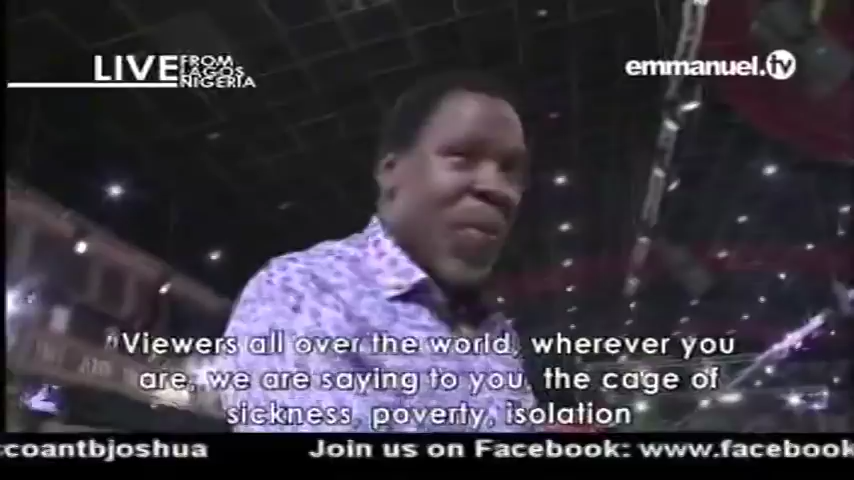 LIVE FROM LAGOS NIGERIA
emmanuel.tv
"Viewers all over the world, wherever you
are, we are saying to you, the cage of
sickness, poverty, isolation
coantbjoshua Join us on Facebook: www.facebook